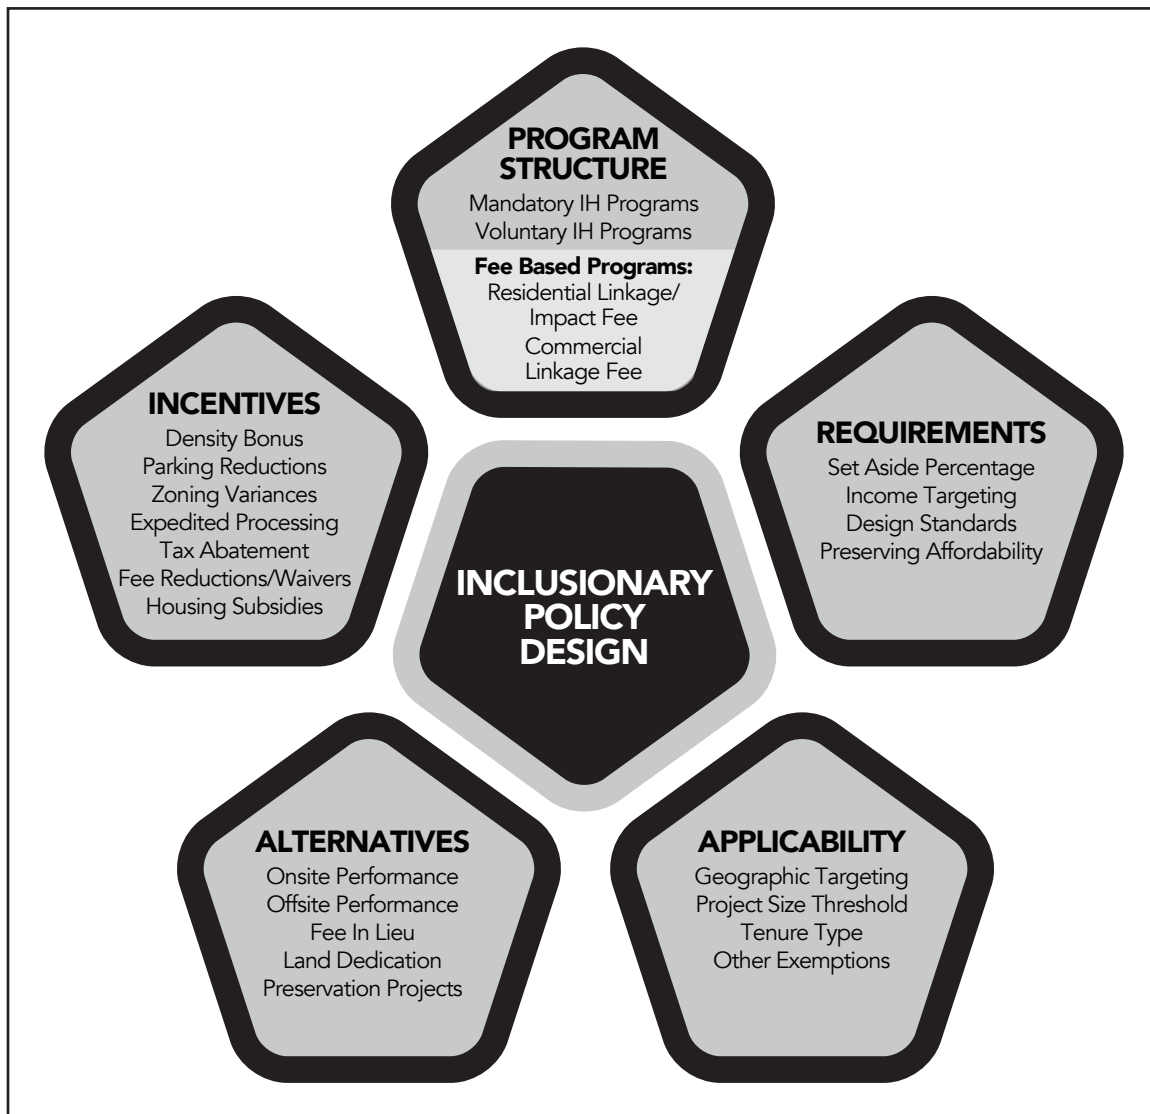 PROGRAM
STRUCTURE
Mandatory IH Programs
Voluntary IH Programs
Fee Based Programs:
Residential Linkage/
Impact Fee
Commercial
Linkage Fee
INCENTIVES
Density Bonus
Parking Reductions
Zoning Variances
Expedited Processing
Tax Abatement
Fee Reductions/Waivers
Housing Subsidies
REQUIREMENTS
Set Aside Percentage
Income Targeting
Design Standards
Preserving Affordability
INCLUSIONARY
POLICY
DESIGN
ALTERNATIVES
Onsite Performance
Offsite Performance
Fee In Lieu
Land Dedication
Preservation Projects
APPLICABILITY
Geographic Targeting
Project Size Threshold
Tenure Type
Other Exemptions